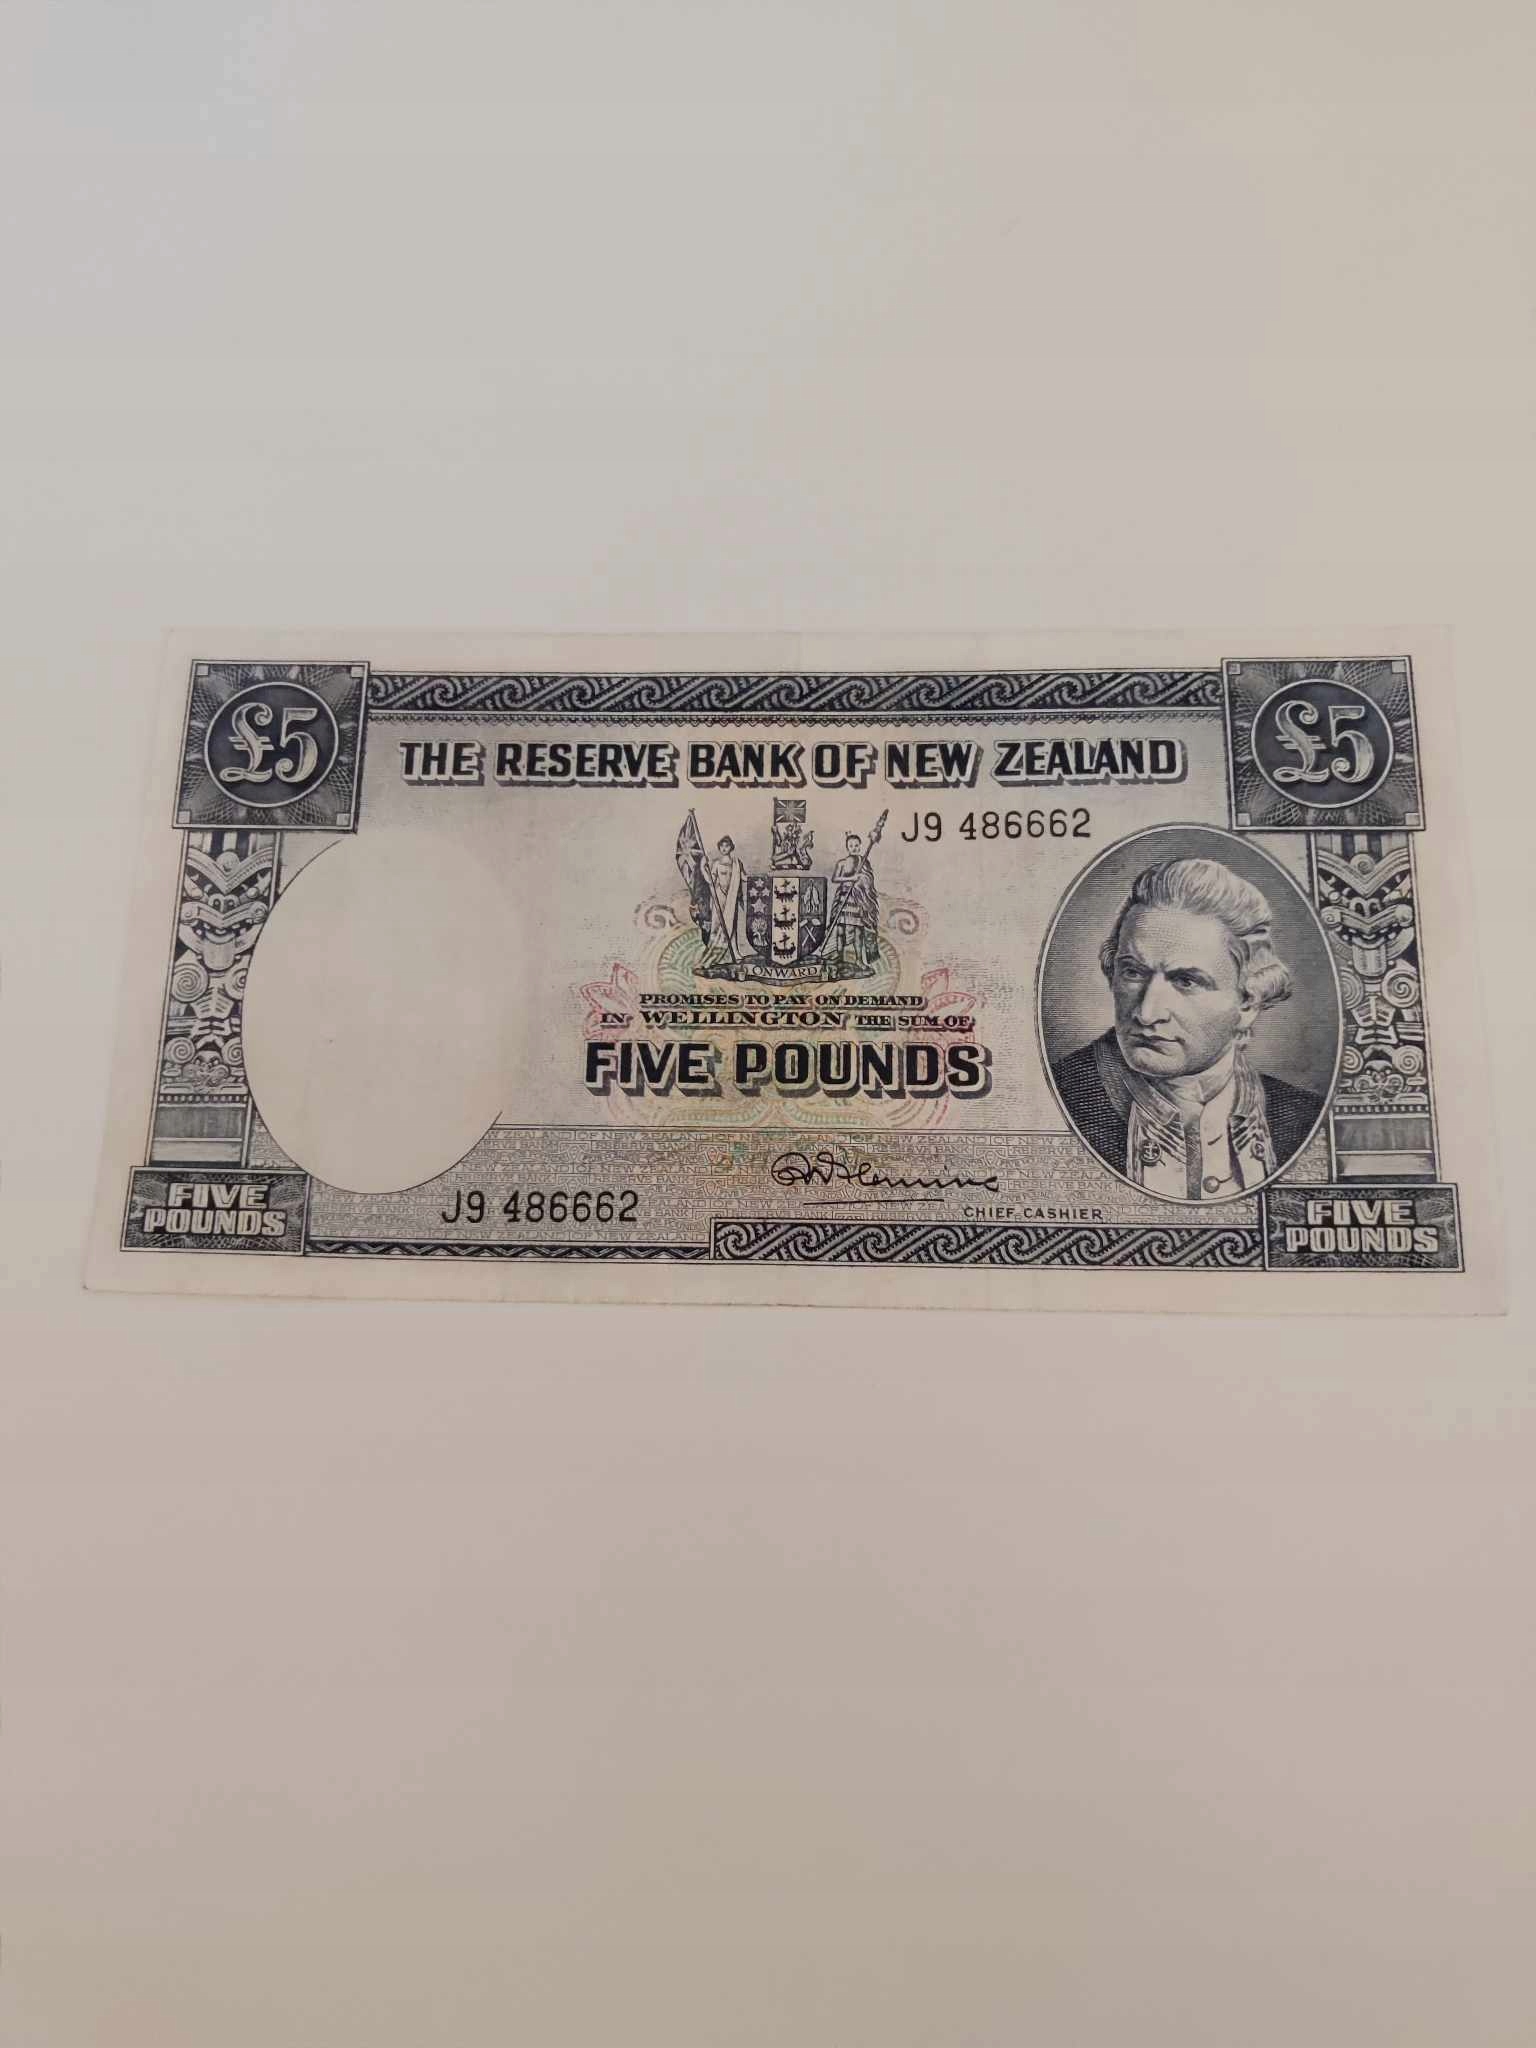 £5
£5
THE RESERVE BANK OF NEW ZEALAND
J9 486662
ONWARD
PROMISES TO PAY ON DEMAND
IN WELLINGTON THE SUM OF
FIVE POUNDS
J9 486662
CHIEF CASHIER
FIVE
POUNDS
FIVE
POUNDS